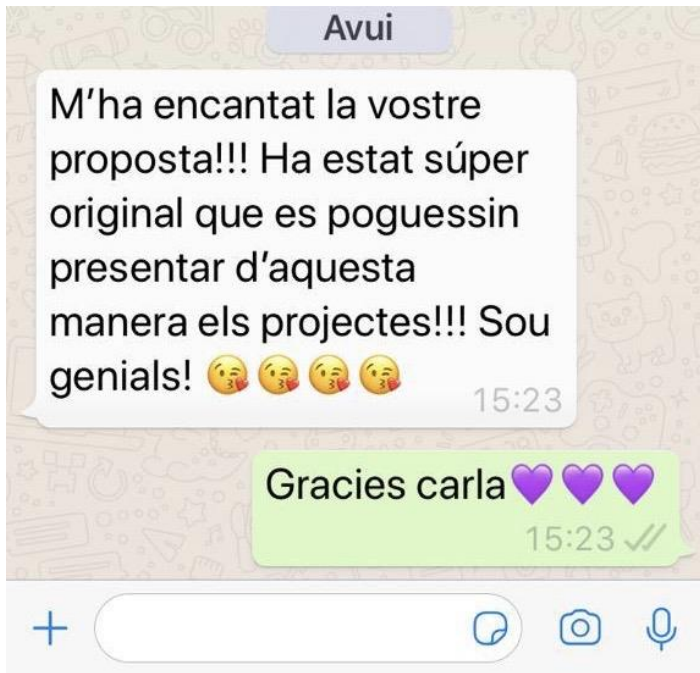 Avui
M'ha encantat la vostre
proposta!!! Ha estat súper
original que es poguessin
presentar d'aquesta
manera els projectes!!! Sou
genials! 😘 😘 😘 😘
15:23
Gracies carla💜💜💜
15:23